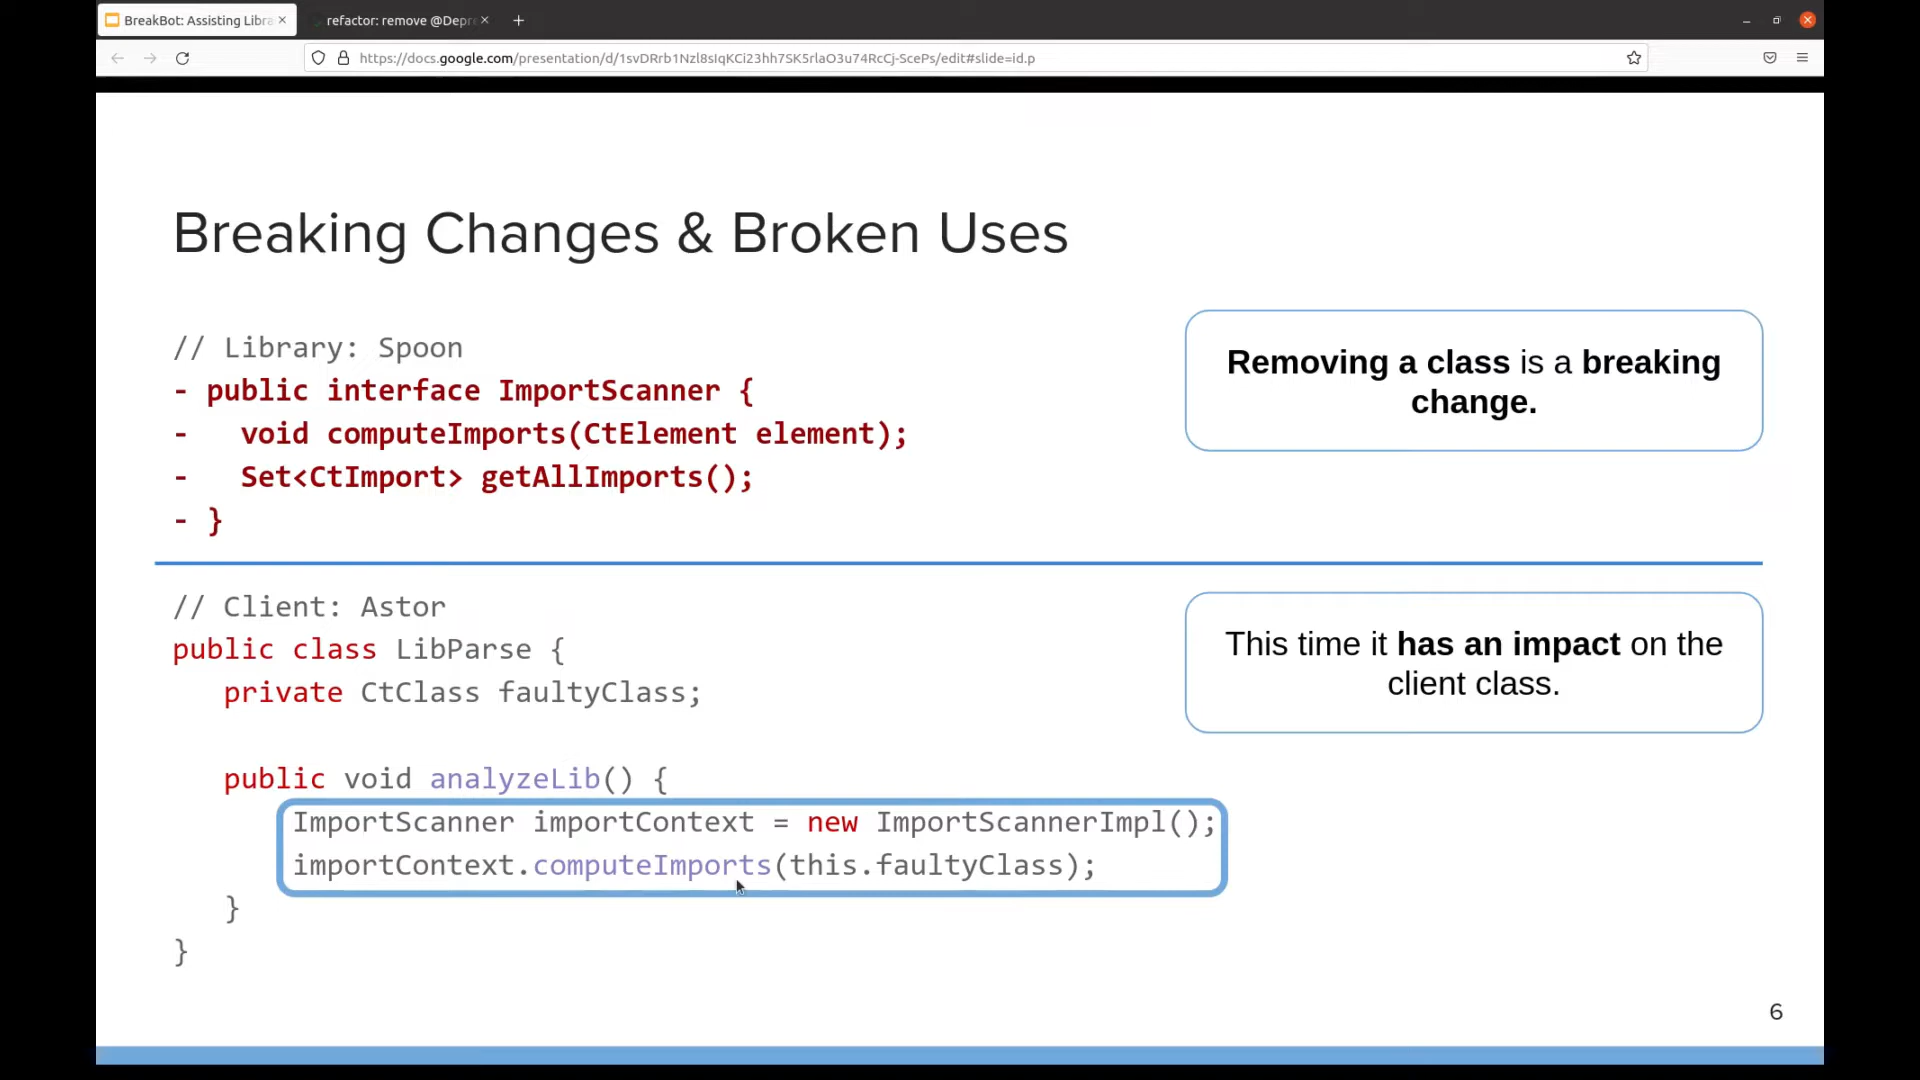 BreakBot: Assisting Libra
refactor: remove @Depre
https://docs.google.com/presentation/d/1svDRrb1Nzl8sIqKCi23hh7SK5rlaO3u74RcCj-ScePs/edit#slide=id.p
Breaking Changes & Broken Uses
// Library: Spoon
- public interface ImportScanner {
-   void computeImports(CtElement element);
-   Set<CtImport> getAllImports();
- }
Removing a class is a breaking
change.
// Client: Astor
public class LibParse {
   private CtClass faultyClass;
   public void analyzeLib() {
       ImportScanner importContext = new ImportScannerImpl();
       importContext.computeImports(this.faultyClass);
   }
}
This time it has an impact on the
client class.
6